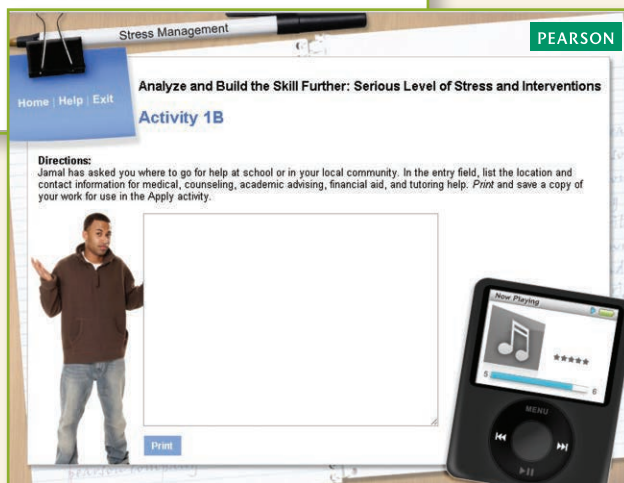 Stress Management
PEARSON
Home | Help | Exit
Analyze and Build the Skill Further: Serious Level of Stress and Interventions
Activity 1B
Directions:
Jamal has asked you where to go for help at school or in your local community. In the entry field, list the location and
contact information for medical, counseling, academic advising, financial aid, and tutoring help. Print and save a copy of
your work for use in the Apply activity.
Now Playing
5
6
MENU
Print